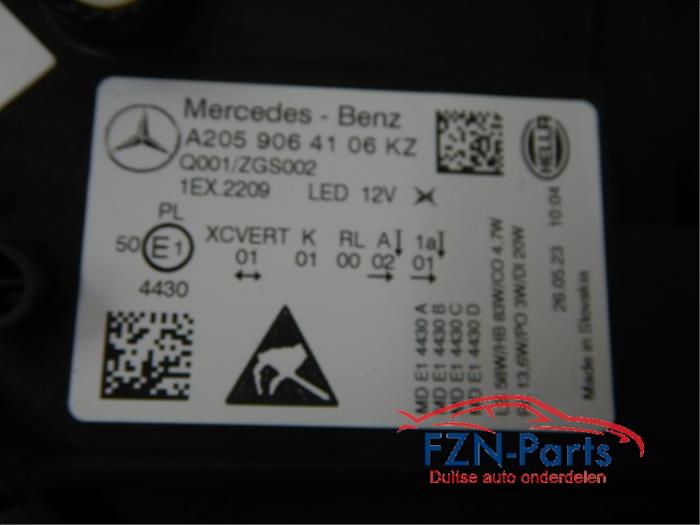 Mercedes - Benz
A205 906 41 06 KZ
Q001/ZGS002
1EX.2209 LED 12V
HELLA
PL
50 E1
4430
XCVERT K RL A 1a
01 01 00 02 01
MD E1 4430 A
MD E1 4430 B
MD E1 4430 C
MD E1 4430 D
56W/HB 83W/CO 4.7W
13,6W/PO 3W/DI 20W
26.05.23 10:04
Made in Slovakia
FZN-Parts
Duitse auto onderdelen